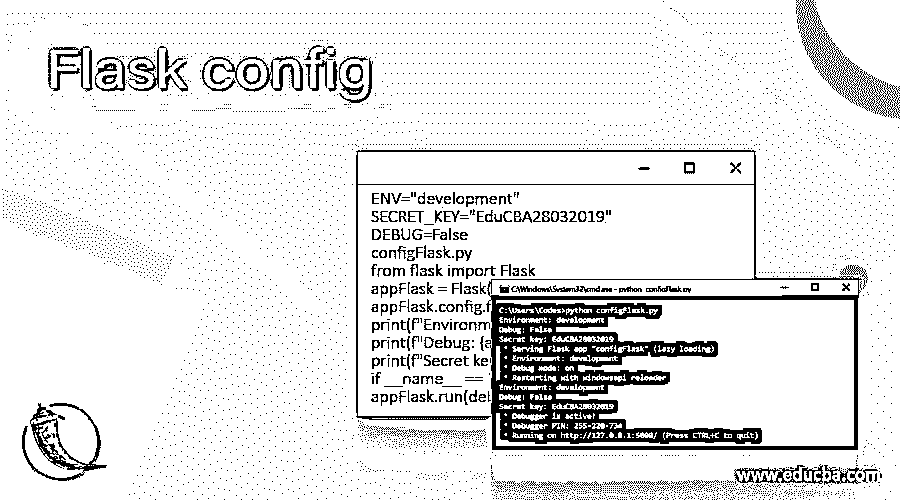 Flask config
ENV="development"
SECRET_KEY="EduCBA28032019"
DEBUG=False
configFlask.py
from flask import Flask
appFlask = Flask(
appFlask.config.f
print(f"Environm
print(f"Debug: {a
print(f"Secret ke
if __name__ ==
appFlask.run(deb
C:\Windows\System32\cmd.exe - python configFlask.py
C:\Users\Codes>python configFlask.py
Environment: development
Debug: False
Secret key: EduCBA28032019
* Serving Flask app "configFlask" (lazy loading)
* Environment: development
* Debug mode: on
* Restarting with windowsapi reloader
Environment: development
Debug: False
Secret key: EduCBA28032019
* Debugger is active!
* Debugger PIN: 255-220-734
* Running on http://127.0.0.1:5000/ (Press CTRL+C to quit)
www.educba.com